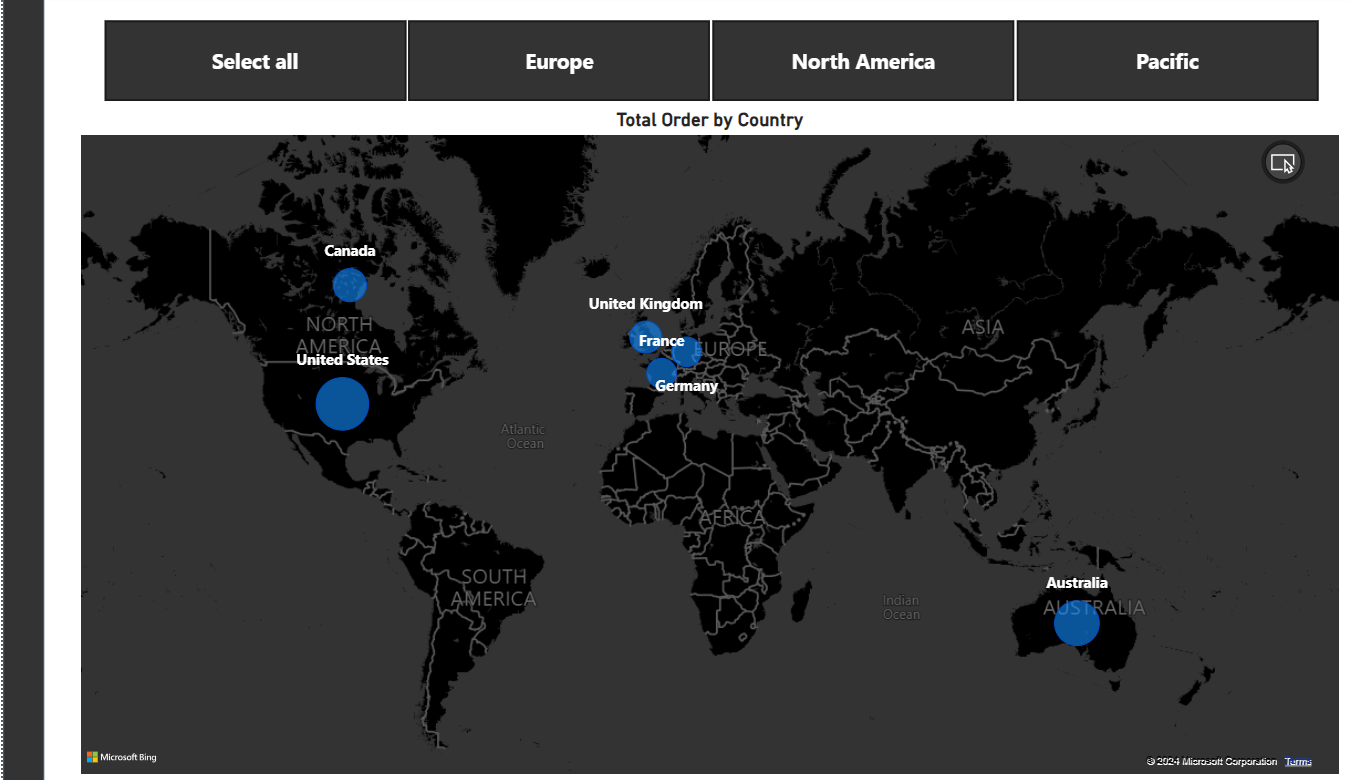 Select all
Europe
North America
Pacific
Total Order by Country
Canada
United Kingdom
NORTH
AMERICA
ASIA
France
EUROPE
United States
Germany
Atlantic
Ocean
AFRICA
SOUTH
AMERICA
Australia
Indian
Ocean
AUSTRALIA
Microsoft Bing
© 2024 Microsoft Corporation Terms